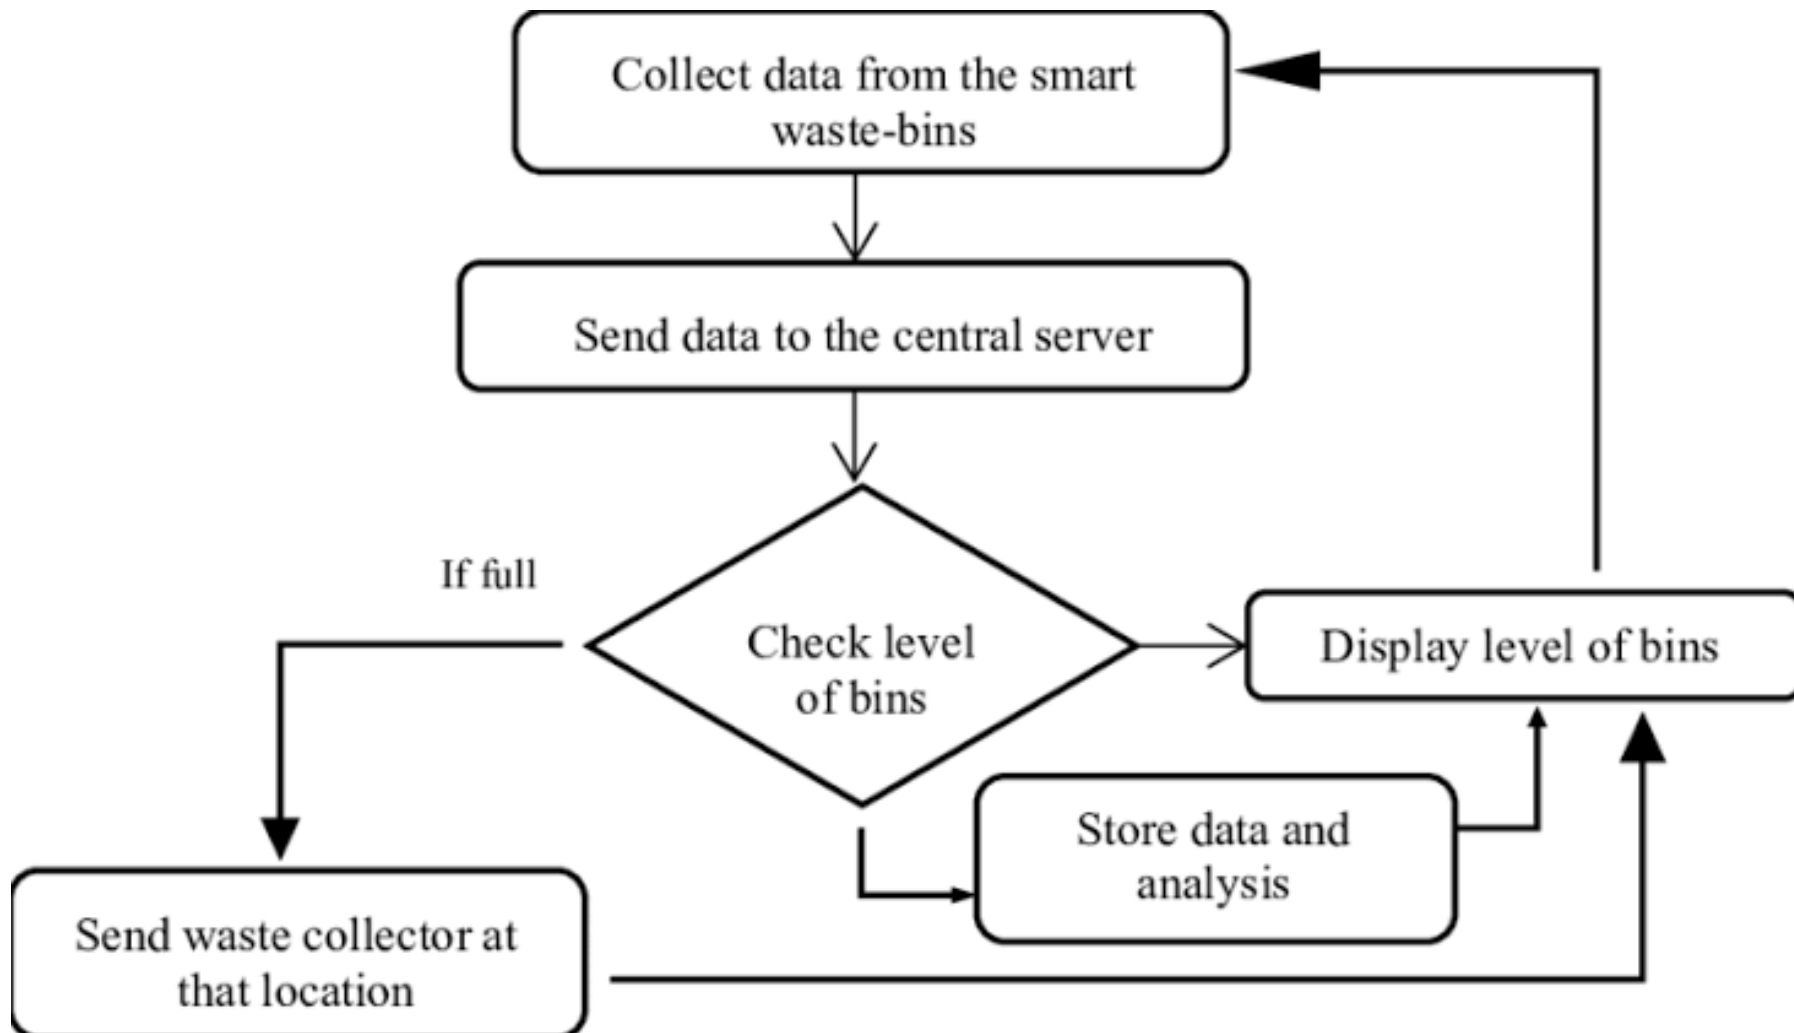 Collect data from the smart
waste-bins
Send data to the central server
If full
Check level
of bins
Display level of bins
Store data and
analysis
Send waste collector at
that location